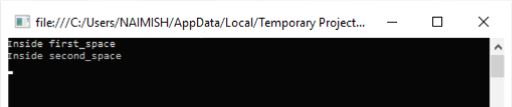 file:///C:/Users/NAIMISH/AppData/Local/Temporary Project...
Inside first_space
Inside second_space